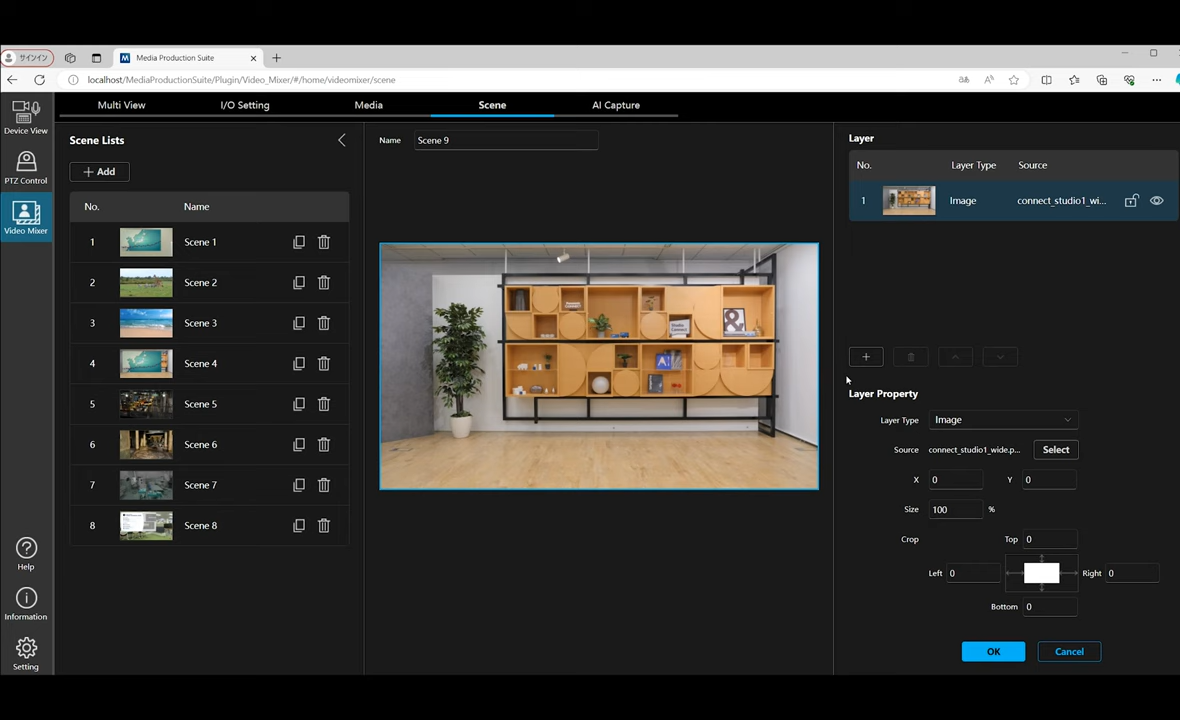 サインイン
Media Production Suite
localhost/MediaProductionSuite/Plugin/Video_Mixer/#/home/videomixer/scene
Device View
PTZ Control
Video Mixer
Help
Information
Setting
Multi View
I/O Setting
Media
Scene
AI Capture
Scene Lists
+ Add
No. Name
1 Scene 1
2 Scene 2
3 Scene 3
4 Scene 4
5 Scene 5
6 Scene 6
7 Scene 7
8 Scene 8
Name Scene 9
&
Layer
No. Layer Type Source
1 Image connect_studio1_wi...
Layer Property
Layer Type Image
Source connect_studio1_wide.p... Select
X 0 Y 0
Size 100 %
Crop Top 0
Left 0 Right 0
Bottom 0
OK Cancel